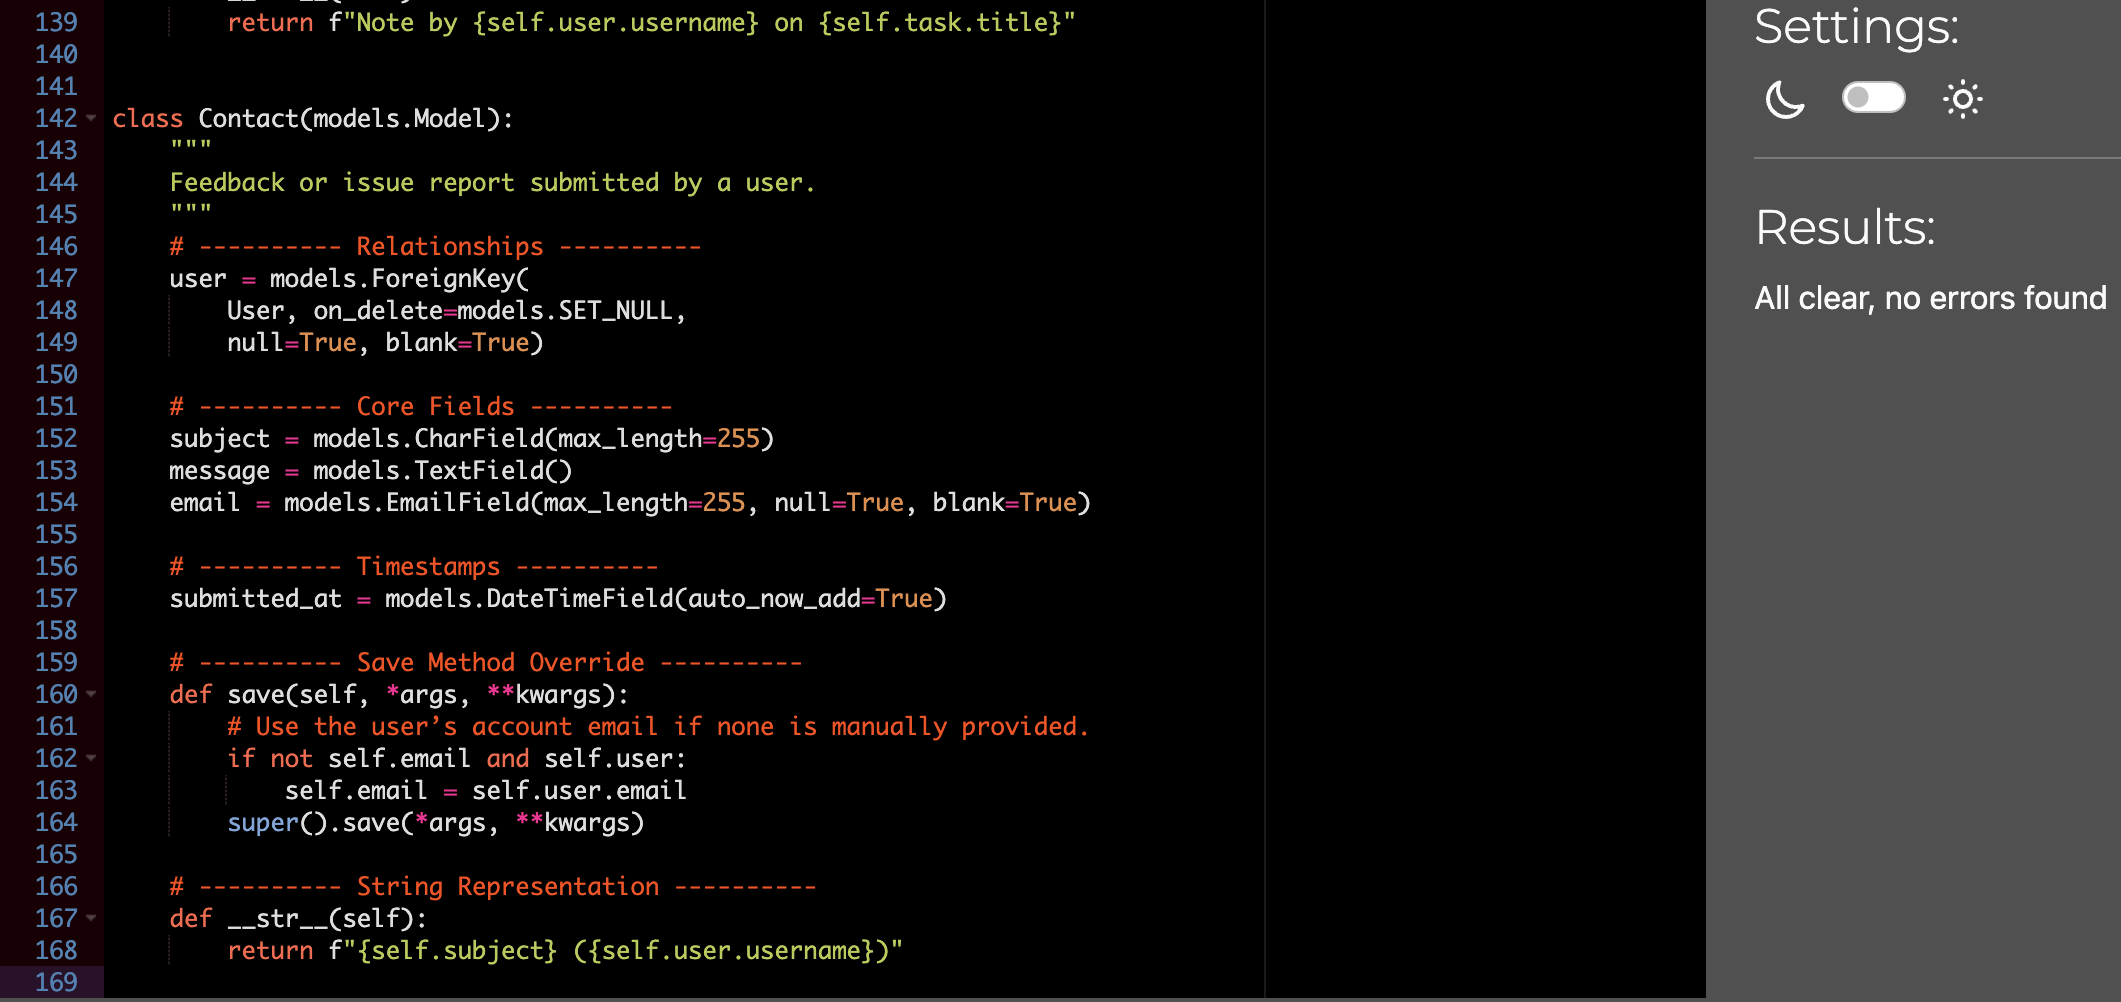 139 return f"Note by {self.user.username} on {self.task.title}"
140
141
142 class Contact(models.Model):
143 """
144 Feedback or issue report submitted by a user.
145 """
146 # ---------- Relationships ----------
147 user = models.ForeignKey(
148 User, on_delete=models.SET_NULL,
149 null=True, blank=True)
150
151 # ---------- Core Fields ----------
152 subject = models.CharField(max_length=255)
153 message = models.TextField()
154 email = models.EmailField(max_length=255, null=True, blank=True)
155
156 # ---------- Timestamps ----------
157 submitted_at = models.DateTimeField(auto_now_add=True)
158
159 # ---------- Save Method Override ----------
160 def save(self, *args, **kwargs):
161 # Use the user’s account email if none is manually provided.
162 if not self.email and self.user:
163 self.email = self.user.email
164 super().save(*args, **kwargs)
165
166 # ---------- String Representation ----------
167 def __str__(self):
168 return f"{self.subject} ({self.user.username})"
169
Settings:
Results:
All clear, no errors found